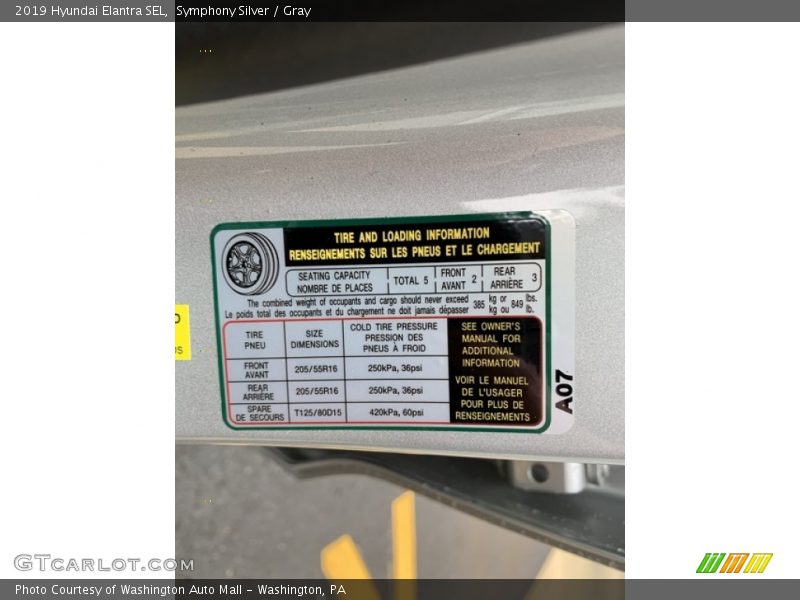 2019 Hyundai Elantra SEL, Symphony Silver / Gray
TIRE AND LOADING INFORMATION
RENSEIGNEMENTS SUR LES PNEUS ET LE CHARGEMENT
SEATING CAPACITY
NOMBRE DE PLACES
TOTAL 5
FRONT
AVANT 2
REAR
ARRIÈRE 3
The combined weight of occupants and cargo should never exceed
Le poids total des occupants et du chargement ne doit jamais dépasser
385 kg or 849 lbs.
kg ou lb.
TIRE
PNEU
SIZE
DIMENSIONS
COLD TIRE PRESSURE
PRESSION DES
PNEUS À FROID
FRONT
AVANT
205/55R16
250kPa, 36psi
REAR
ARRIÈRE
205/55R16
250kPa, 36psi
SPARE
DE SECOURS
T125/80D15
420kPa, 60psi
SEE OWNER'S
MANUAL FOR
ADDITIONAL
INFORMATION
VOIR LE MANUEL
DE L'USAGER
POUR PLUS DE
RENSEIGNEMENTS
A07
GTCARLOT.COM
Photo Courtesy of Washington Auto Mall - Washington, PA